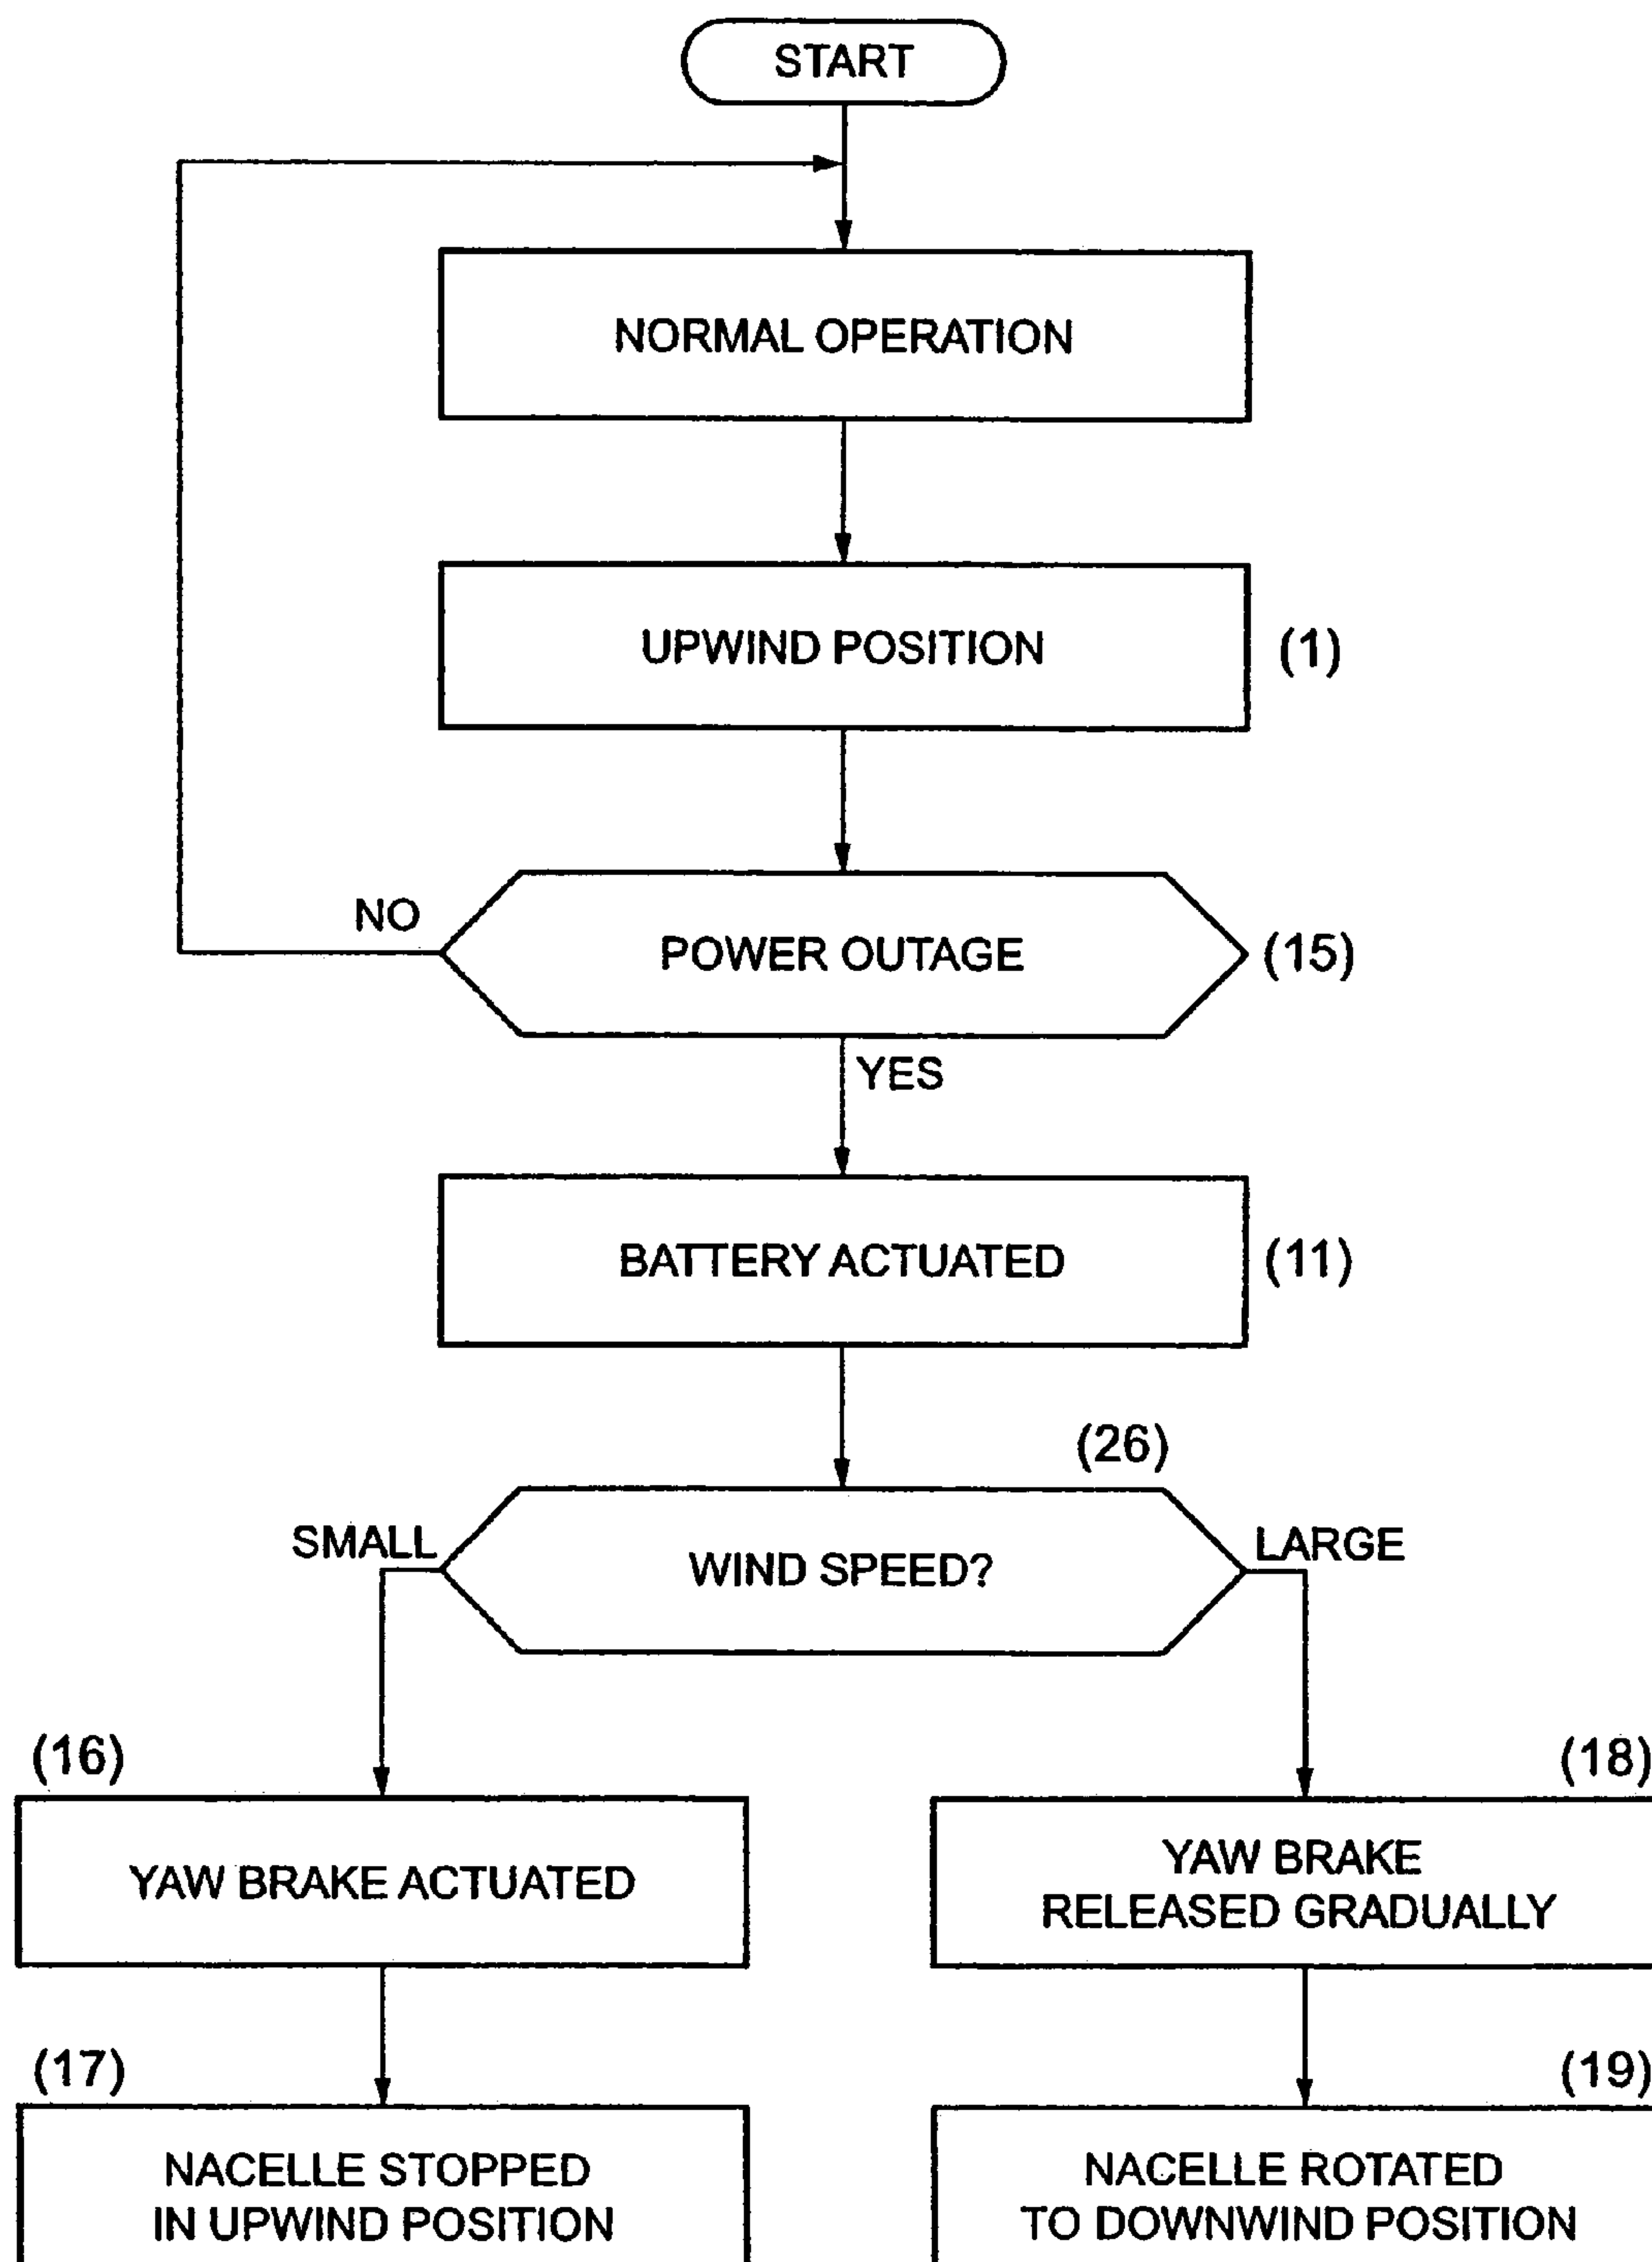 START
NORMAL OPERATION
UPWIND POSITION
(1)
NO
POWER OUTAGE
(15)
YES
BATTERY ACTUATED
(11)
(26)
SMALL
WIND SPEED?
LARGE
(16)
(18)
YAW BRAKE ACTUATED
YAW BRAKE
RELEASED GRADUALLY
(17)
(19)
NACELLE STOPPED
IN UPWIND POSITION
NACELLE ROTATED
TO DOWNWIND POSITION